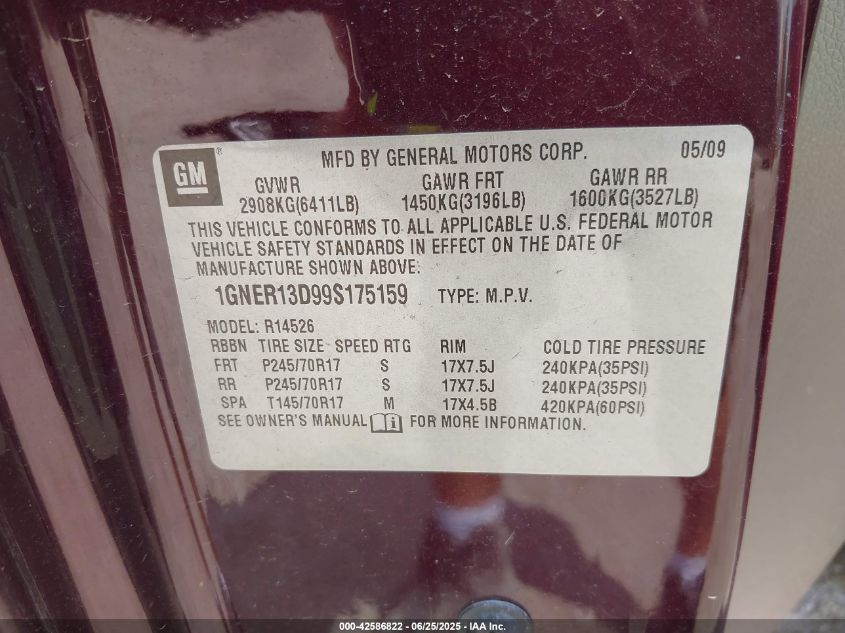 GM ® MFD BY GENERAL MOTORS CORP. 05/09
GVWR GAWR FRT GAWR RR
2908KG(6411LB) 1450KG(3196LB) 1600KG(3527LB)
THIS VEHICLE CONFORMS TO ALL APPLICABLE U.S. FEDERAL MOTOR
VEHICLE SAFETY STANDARDS IN EFFECT ON THE DATE OF
MANUFACTURE SHOWN ABOVE.
1GNER13D99S175159 TYPE: M.P.V.
MODEL: R14526
RBBN TIRE SIZE SPEED RTG RIM COLD TIRE PRESSURE
FRT P245/70R17 S 17X7.5J 240KPA(35PSI)
RR P245/70R17 S 17X7.5J 240KPA(35PSI)
SPA T145/70R17 M 17X4.5B 420KPA(60PSI)
SEE OWNER'S MANUAL i FOR MORE INFORMATION.
000-42586822 - 06/25/2025 - IAA Inc.